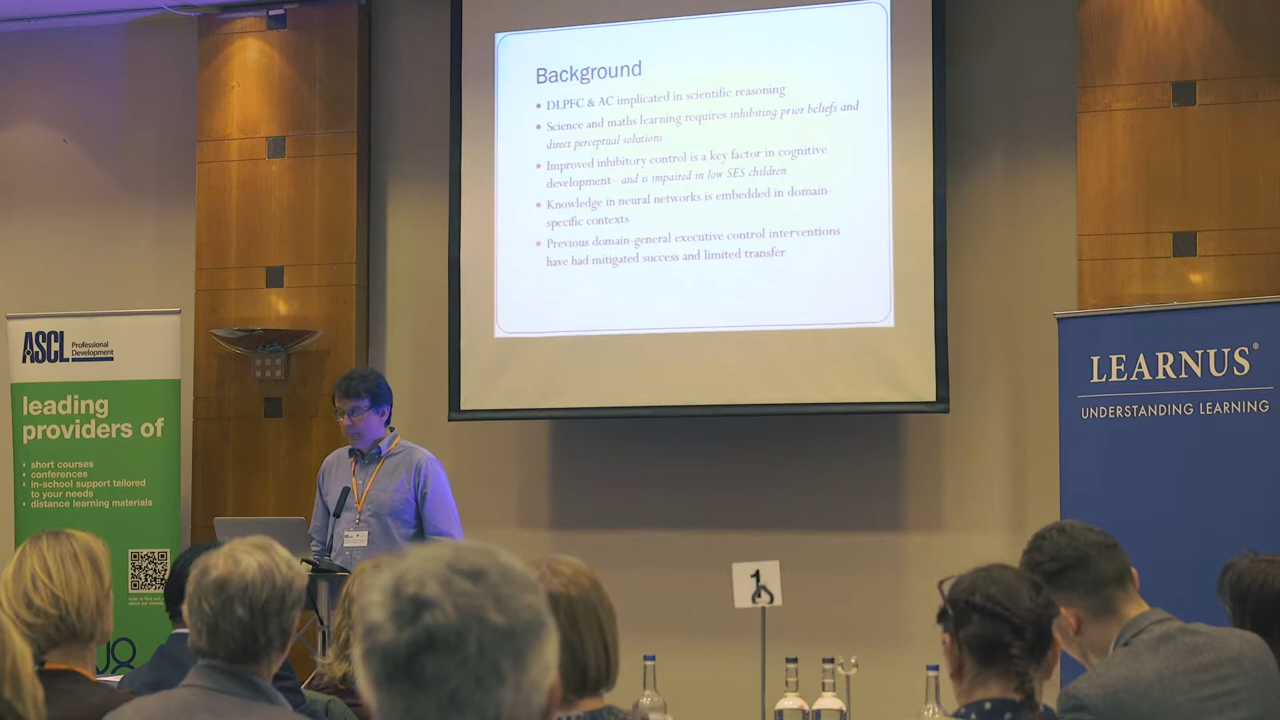 Background
DLPFC & AC implicated in scientific reasoning
Science and maths learning requires inhibiting prior beliefs and
direct perceptual solutions
Improved inhibitory control is a key factor in cognitive
development– and is impaired in low SES children
Knowledge in neural networks is embedded in domain-
specific contexts
Previous domain-general executive control interventions
have had mitigated success and limited transfer
ASCL Professional
Development
leading
providers of
short courses
conferences
in-school support tailored
to your needs
distance learning materials
LEARNUS®
UNDERSTANDING LEARNING